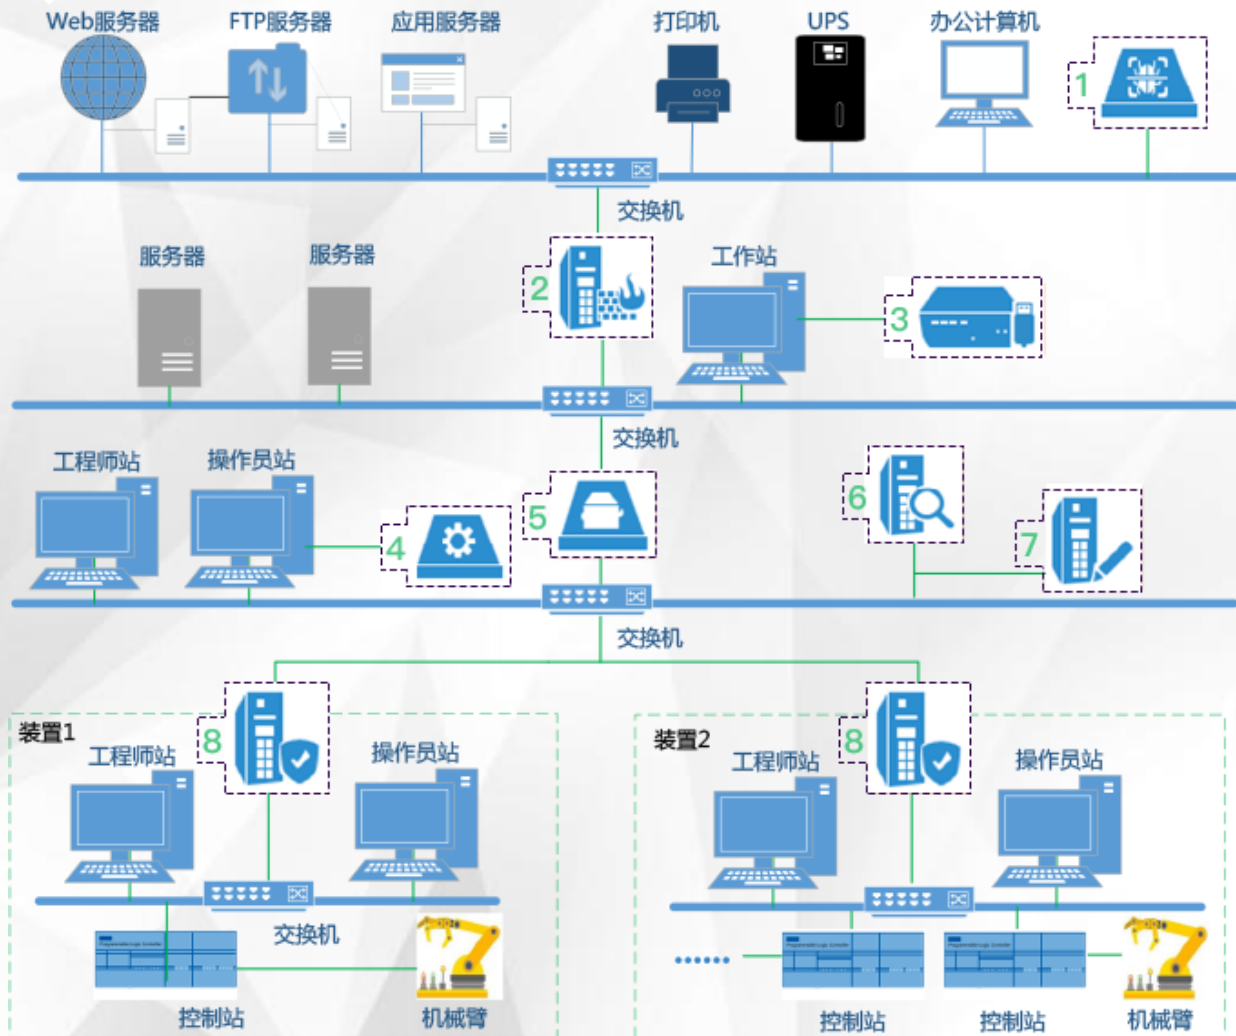 Web服务器
FTP服务器
应用服务器
打印机
UPS
办公计算机
1
交换机
服务器
服务器
2
工作站
3
交换机
工程师站
操作员站
4
5
6
7
交换机
装置1
8
工程师站
操作员站
交换机
控制站
机械臂
装置2
8
工程师站
操作员站
······
控制站
控制站
机械臂